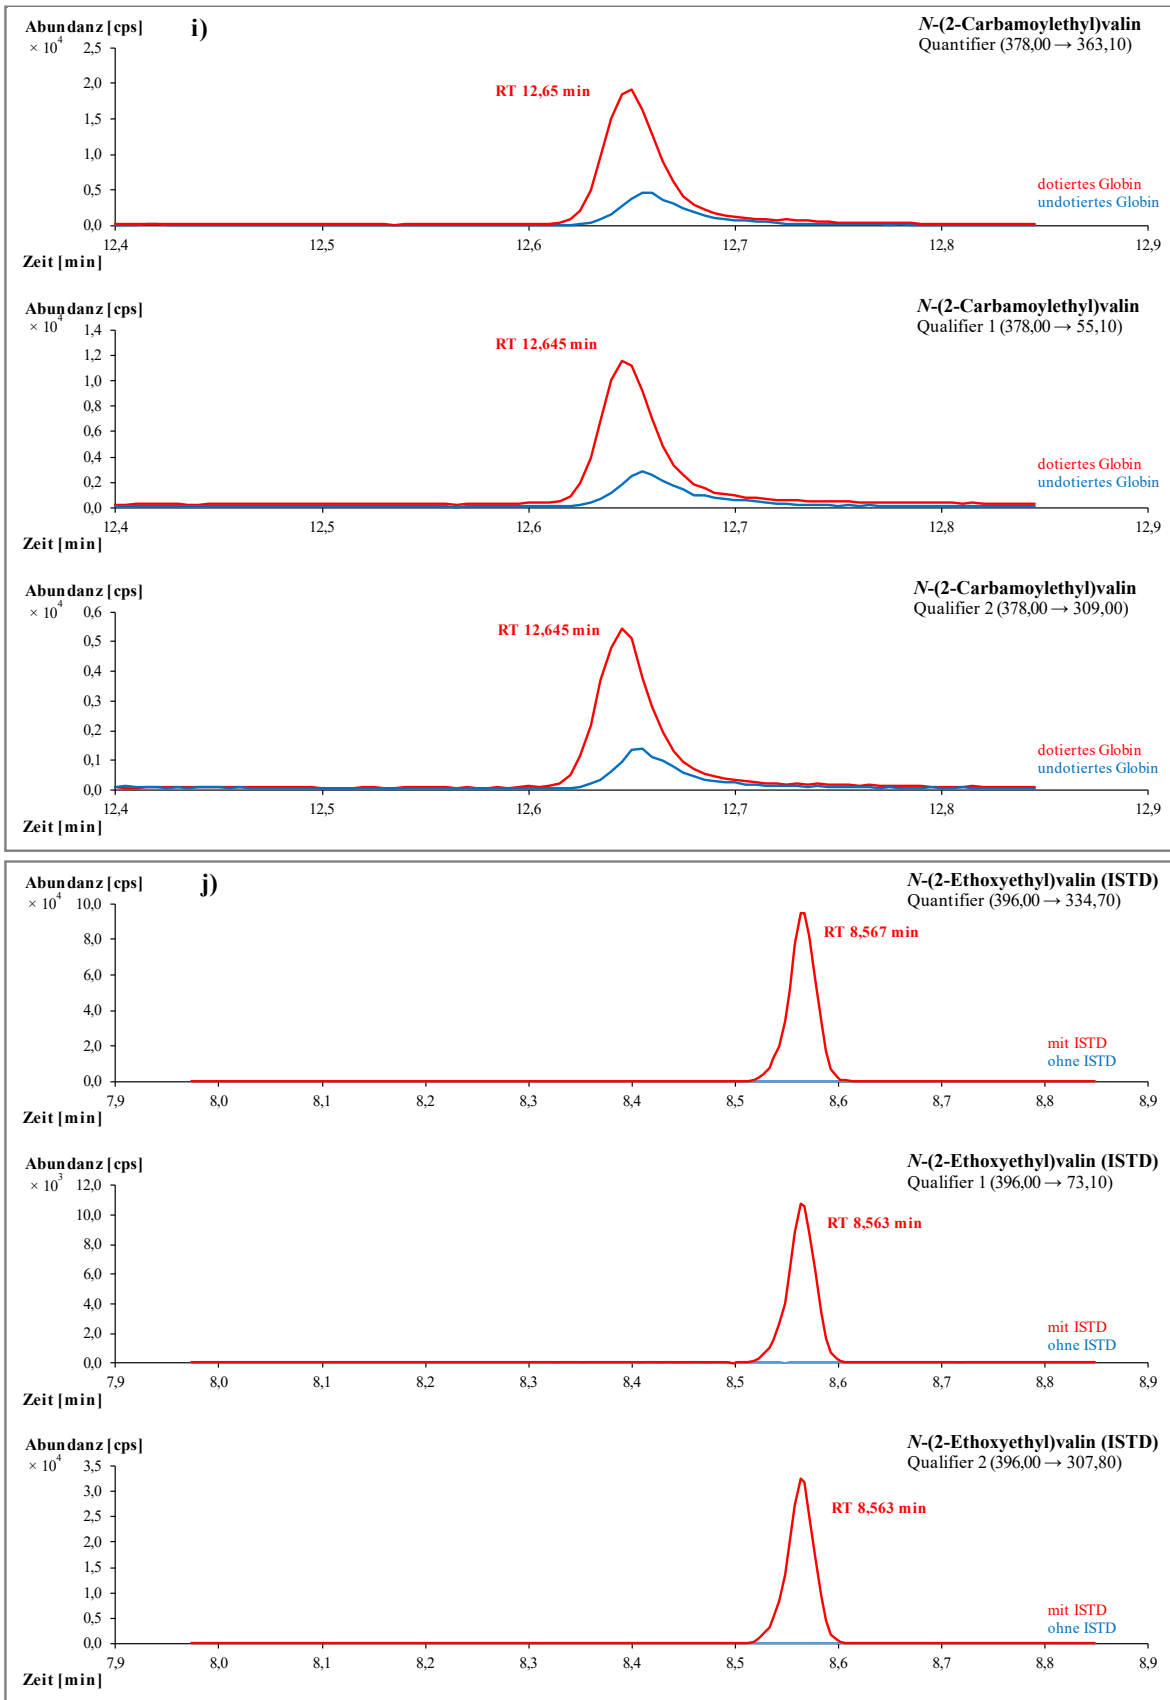 i)
Abundanz [cps]
× 10⁴
N-(2-Carbamoylethyl)valin
Quantifier (378,00 → 363,10)
2,5
2,0
1,5
1,0
0,5
0,0
RT 12,65 min
dotiertes Globin
undotiertes Globin
12,4 12,5 12,6 12,7 12,8 12,9
Zeit [min]
Abundanz [cps]
× 10⁴
N-(2-Carbamoylethyl)valin
Qualifier 1 (378,00 → 55,10)
1,4
1,2
1,0
0,8
0,6
0,4
0,2
0,0
RT 12,645 min
dotiertes Globin
undotiertes Globin
12,4 12,5 12,6 12,7 12,8 12,9
Zeit [min]
Abundanz [cps]
× 10⁴
N-(2-Carbamoylethyl)valin
Qualifier 2 (378,00 → 309,00)
0,6
0,5
0,4
0,3
0,2
0,1
0,0
RT 12,645 min
dotiertes Globin
undotiertes Globin
12,4 12,5 12,6 12,7 12,8 12,9
Zeit [min]
j)
Abundanz [cps]
× 10⁴
N-(2-Ethoxyethyl)valin (ISTD)
Quantifier (396,00 → 334,70)
10,0
8,0
6,0
4,0
2,0
0,0
RT 8,567 min
mit ISTD
ohne ISTD
7,9 8,0 8,1 8,2 8,3 8,4 8,5 8,6 8,7 8,8 8,9
Zeit [min]
Abundanz [cps]
× 10³
N-(2-Ethoxyethyl)valin (ISTD)
Qualifier 1 (396,00 → 73,10)
12,0
10,0
8,0
6,0
4,0
2,0
0,0
RT 8,563 min
mit ISTD
ohne ISTD
7,9 8,0 8,1 8,2 8,3 8,4 8,5 8,6 8,7 8,8 8,9
Zeit [min]
Abundanz [cps]
× 10⁴
N-(2-Ethoxyethyl)valin (ISTD)
Qualifier 2 (396,00 → 307,80)
3,5
3,0
2,5
2,0
1,5
1,0
0,5
0,0
RT 8,563 min
mit ISTD
ohne ISTD
7,9 8,0 8,1 8,2 8,3 8,4 8,5 8,6 8,7 8,8 8,9
Zeit [min]